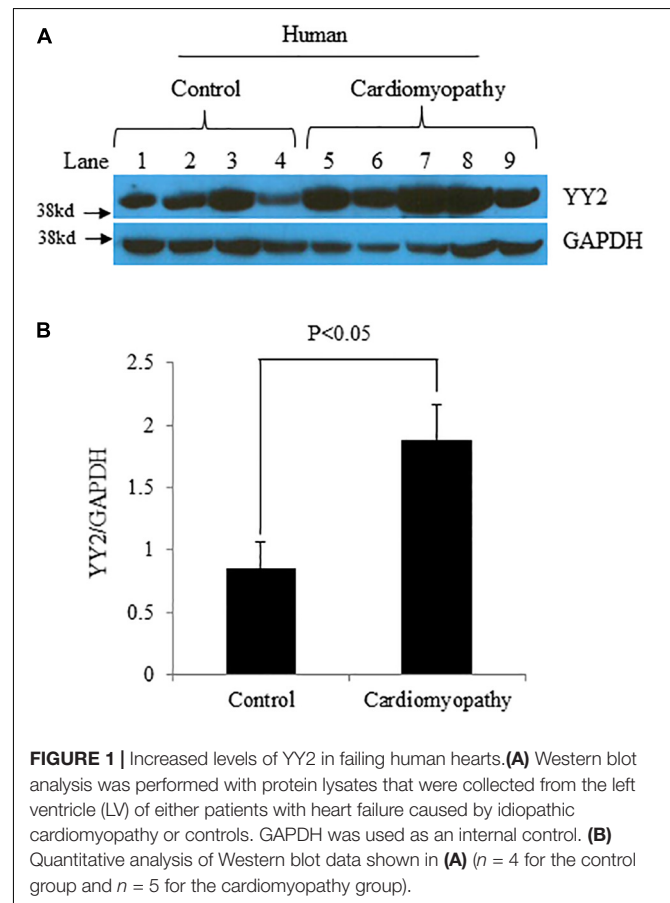 A
Human
Control Cardiomyopathy
Lane 1 2 3 4 5 6 7 8 9
38kd YY2
38kd GAPDH
B
P<0.05
2.5
2
1.5
1
0.5
0
YY2/GAPDH
Control Cardiomyopathy
FIGURE 1 | Increased levels of YY2 in failing human hearts.(A) Western blot
analysis was performed with protein lysates that were collected from the left
ventricle (LV) of either patients with heart failure caused by idiopathic
cardiomyopathy or controls. GAPDH was used as an internal control. (B)
Quantitative analysis of Western blot data shown in (A) (n = 4 for the control
group and n = 5 for the cardiomyopathy group).